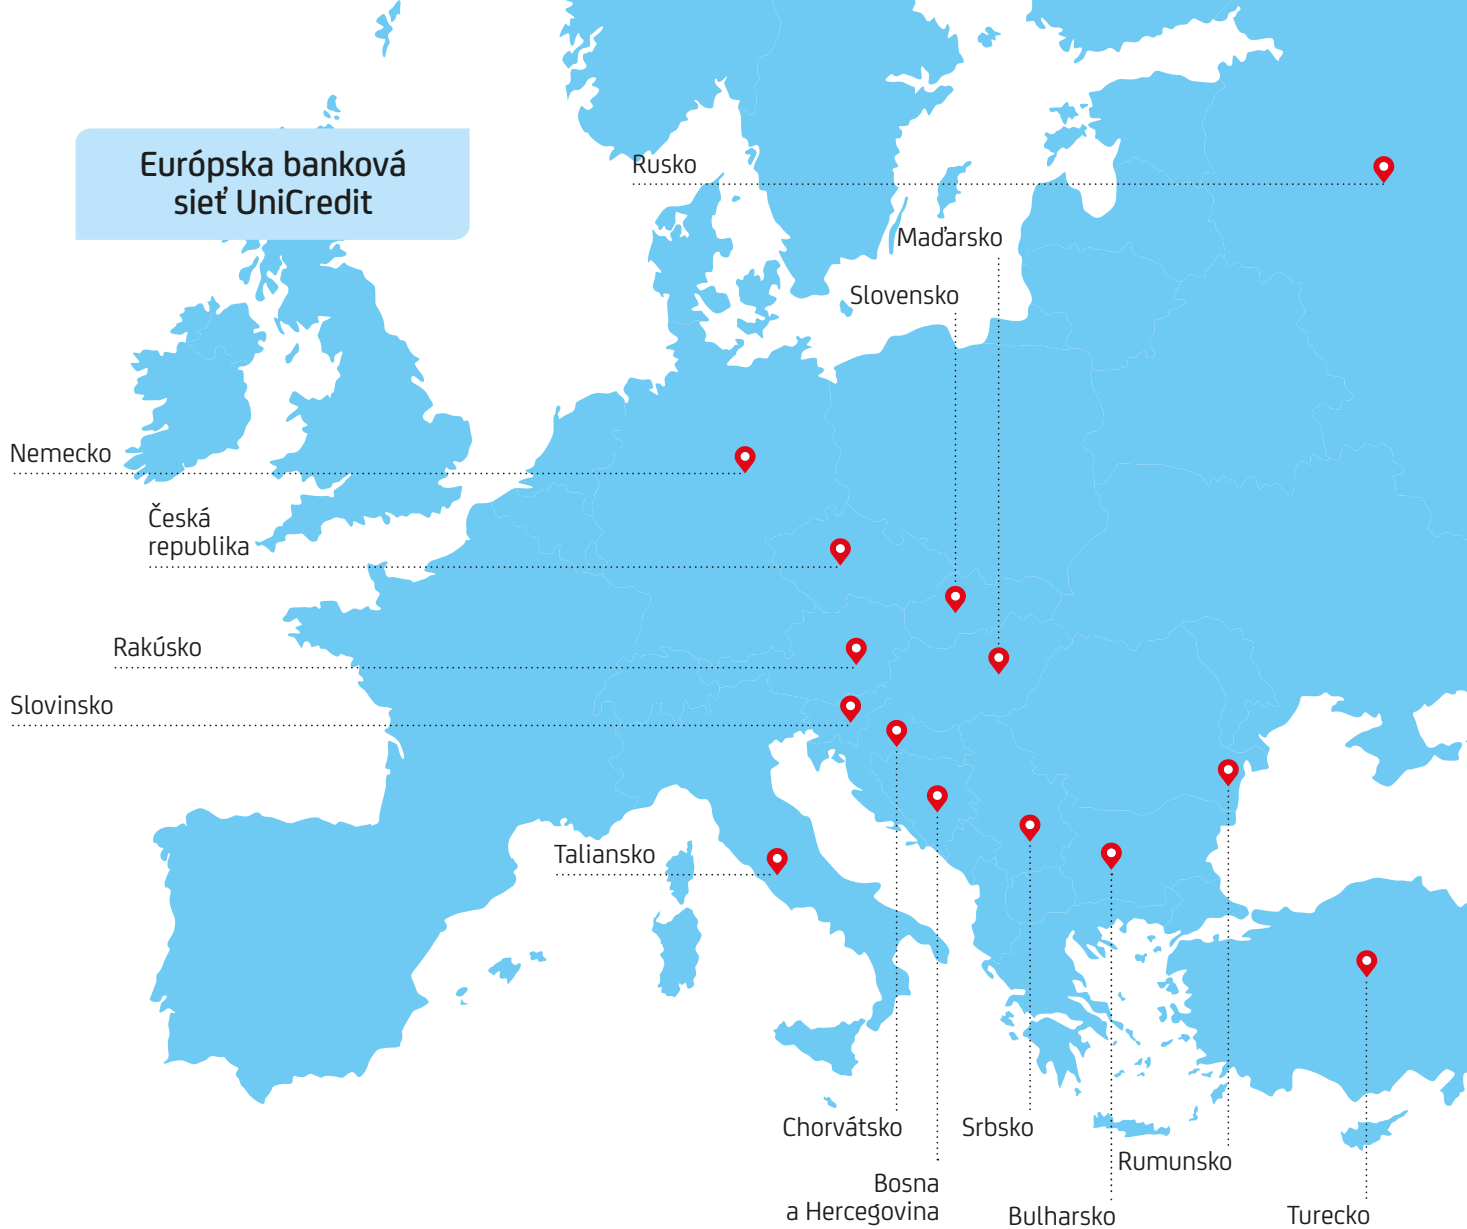 Európska banková
sieť UniCredit
Rusko
Maďarsko
Slovensko
Nemecko
Česká
republika
Rakúsko
Slovinsko
Taliansko
Chorvátsko
Srbsko
Rumunsko
Bosna
a Hercegovina
Bulharsko
Turecko